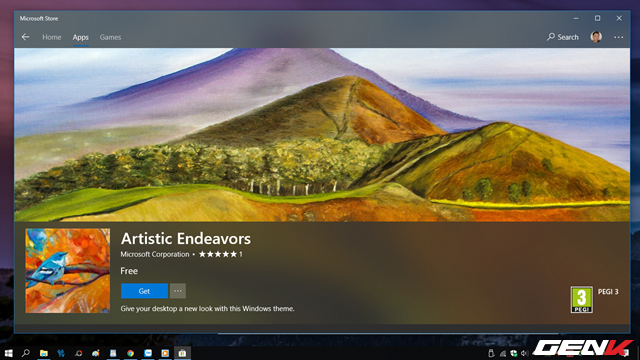 Microsoft Store
Home Apps Games Search
Artistic Endeavors
Microsoft Corporation • ★★★★★ 1
Free
Get ...
Give your desktop a new look with this Windows theme.
3
PEGI
PEGI 3
GENK